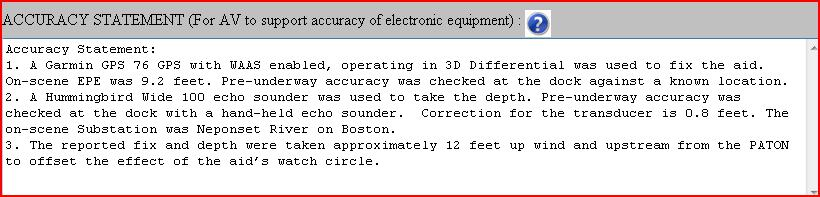 ACCURACY STATEMENT (For AV to support accuracy of electronic equipment) : ?
Accuracy Statement:
1. A Garmin GPS 76 GPS with WAAS enabled, operating in 3D Differential was used to fix the aid.
On-scene EPE was 9.2 feet. Pre-underway accuracy was checked at the dock against a known location.
2. A Hummingbird Wide 100 echo sounder was used to take the depth. Pre-underway accuracy was
checked at the dock with a hand-held echo sounder.  Correction for the transducer is 0.8 feet. The
on-scene Substation was Neponset River on Boston.
3. The reported fix and depth were taken approximately 12 feet up wind and upstream from the PATON
to offset the effect of the aid’s watch circle.